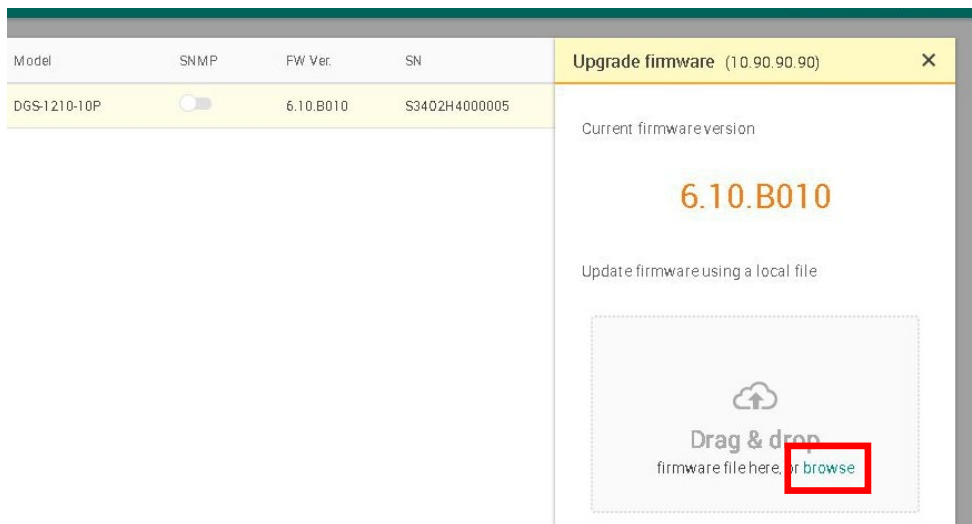 Model SNMP FW Ver. SN
DGS-1210-10P 6.10.B010 S3402H4000005
Upgrade firmware (10.90.90.90) ×
Current firmware version
6.10.B010
Update firmware using a local file
Drag & drop
firmware file here, or browse